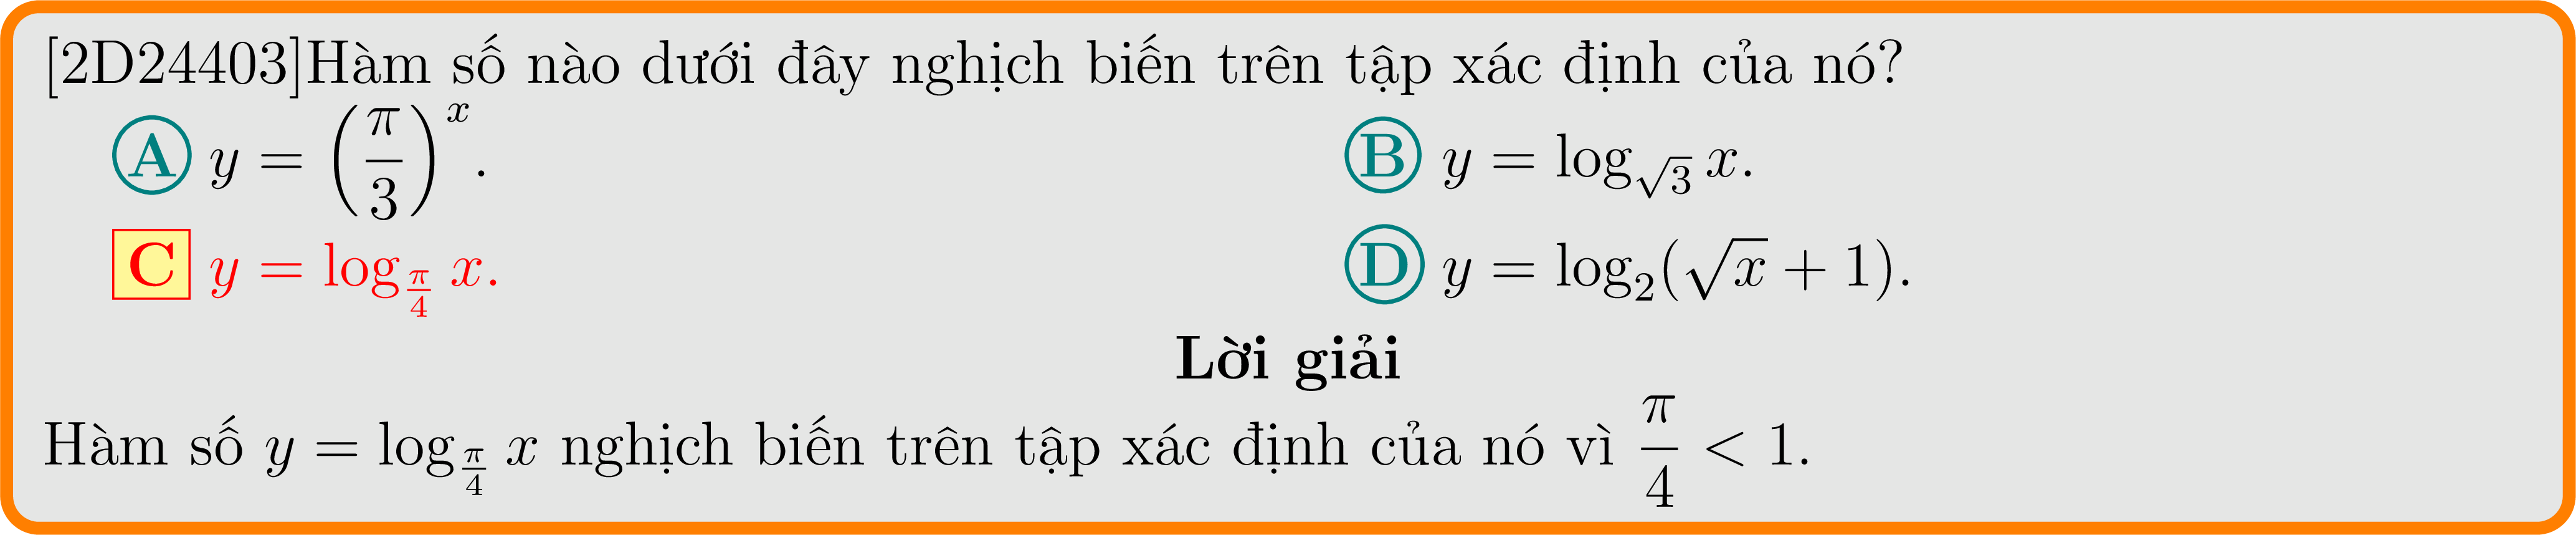 [2D24403]Hàm số nào dưới đây nghịch biến trên tập xác định của nó?
A $y = \left(\dfrac{\pi}{3}\right)^x$. B $y = \log_{\sqrt{3}} x$.
C $y = \log_{\frac{\pi}{4}} x$. D $y = \log_2(\sqrt{x} + 1)$.
Lời giải
Hàm số $y = \log_{\frac{\pi}{4}} x$ nghịch biến trên tập xác định của nó vì $\dfrac{\pi}{4} < 1$.